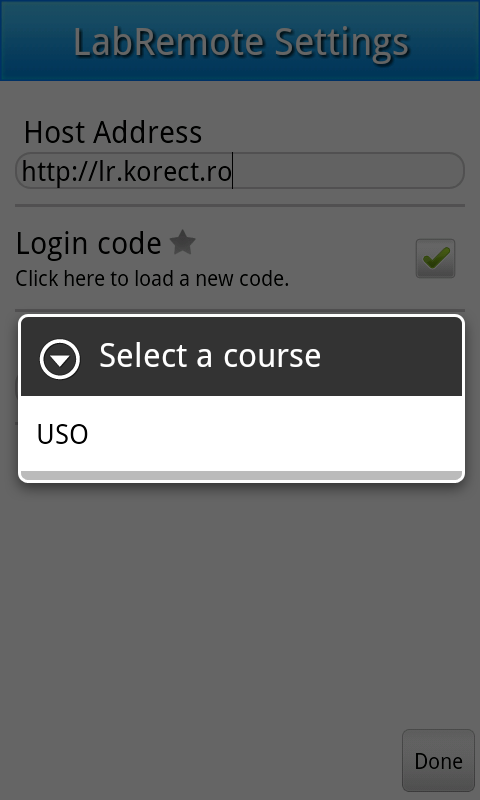 LabRemote Settings
Host Address
http://lr.korect.ro
Login code
Click here to load a new code.
Select a course
USO
Done